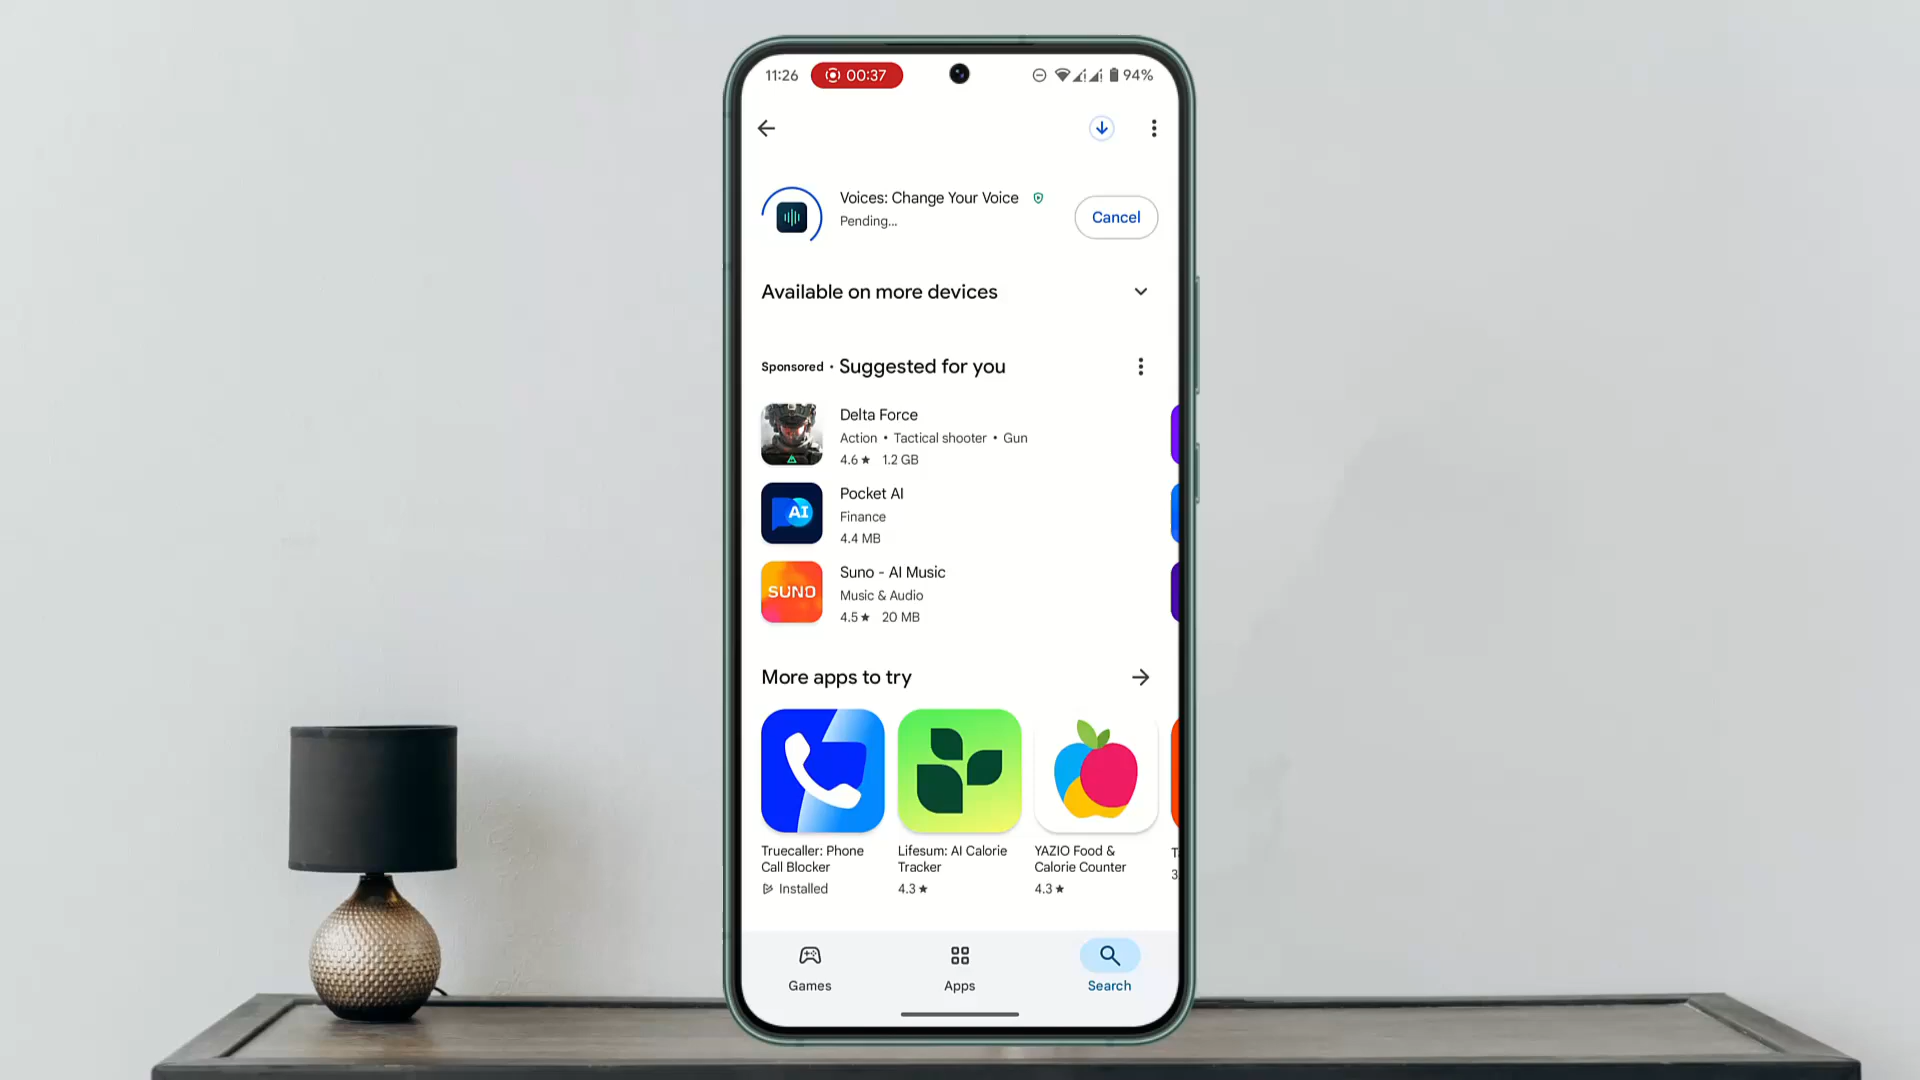 11:26 00:37 94%
Voices: Change Your Voice
Pending...
Cancel
Available on more devices
Sponsored • Suggested for you
Delta Force
Action • Tactical shooter • Gun
4.6★ 1.2 GB
AI
Pocket AI
Finance
4.4 MB
SUNO
Suno - AI Music
Music & Audio
4.5★ 20 MB
More apps to try
Truecaller: Phone
Call Blocker
Installed
Lifesum: AI Calorie
Tracker
4.3★
YAZIO Food &
Calorie Counter
4.3★
Games
Apps
Search